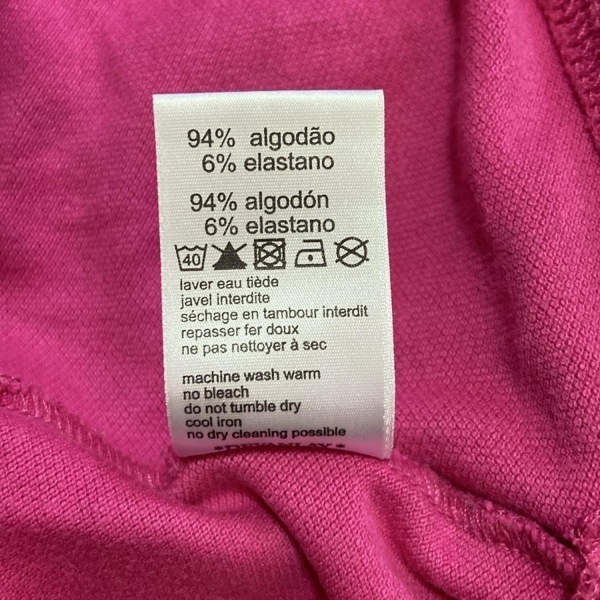 94% algodão
6% elastano
94% algodón
6% elastano
40
laver eau tiède
javel interdite
séchage en tambour interdit
repasser fer doux
ne pas nettoyer à sec
machine wash warm
no bleach
do not tumble dry
cool iron
no dry cleaning possible